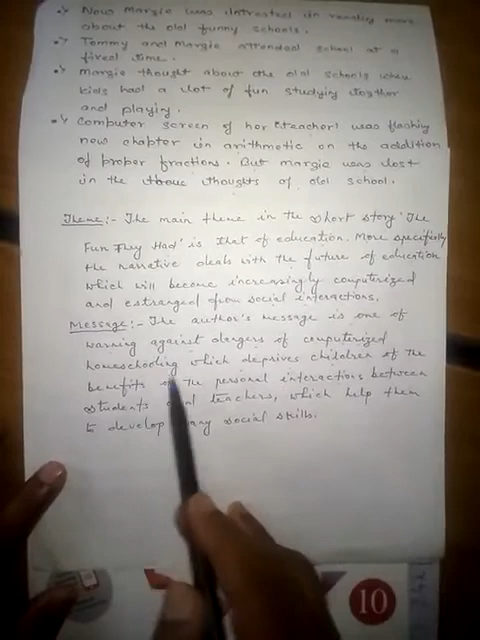 Now Margie was intrested in reading more
about the old funny schools.
Tommy and Margie attended school at a
fixed time.
Margie thought about the old schools when
kids had a lot of fun studying together
and playing.
Computer screen of her (teacher) was flashing
new chapter in arithmetic on the addition
of proper fractions. But margie was lost
in the thoughts of old school.
Theme:- The main theme in the short story 'The
Fun They Had' is that of education. More specifically
the narrative deals with the future of education
which will become increasingly computerized
and estranged from social interactions.
Message:- The author's message is one of
warning against dangers of computerized
homeschooling which deprives children of the
benefits of the personal interactions between
students teachers, which help them
to develop many social skills.
10